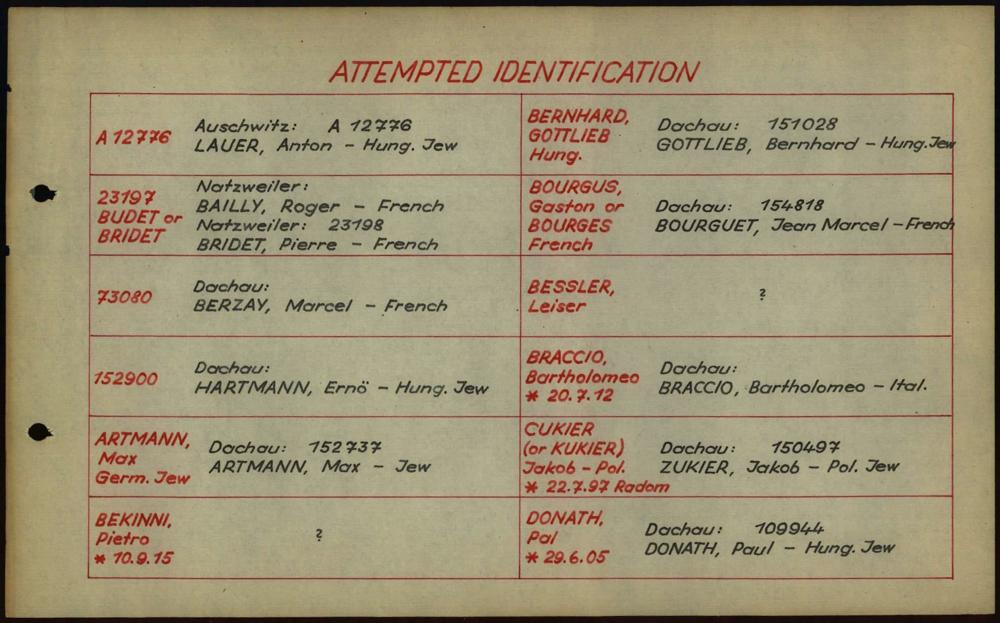 ATTEMPTED IDENTIFICATION
A 12776
Auschwitz: A 12776
LAUER, Anton - Hung. Jew
BERNHARD,
GOTTLIEB
Hung.
Dachau: 151028
GOTTLIEB, Bernhard - Hung. Jew
23197
BUDET or
BRIDET
Natzweiler:
BAILLY, Roger - French
Natzweiler: 23198
BRIDET, Pierre - French
BOURGUS,
Gaston or
BOURGES
French
Dachau: 154818
BOURGUET, Jean Marcel - French
73080
Dachau:
BERZAY, Marcel - French
BESSLER,
Leiser
?
152900
Dachau:
HARTMANN, Ernö - Hung. Jew
BRACCIO,
Bartholomeo
* 20.7.12
Dachau:
BRACCIO, Bartholomeo - Ital.
ARTMANN,
Max
Germ. Jew
Dachau: 152737
ARTMANN, Max - Jew
CUKIER
(or KUKIER)
Jakob - Pol.
* 22.7.97 Radom
Dachau: 150497
ZUKIER, Jakob - Pol. Jew
BEKINNI,
Pietro
* 10.9.15
?
DONATH,
Pal
* 29.6.05
Dachau: 109944
DONATH, Paul - Hung. Jew